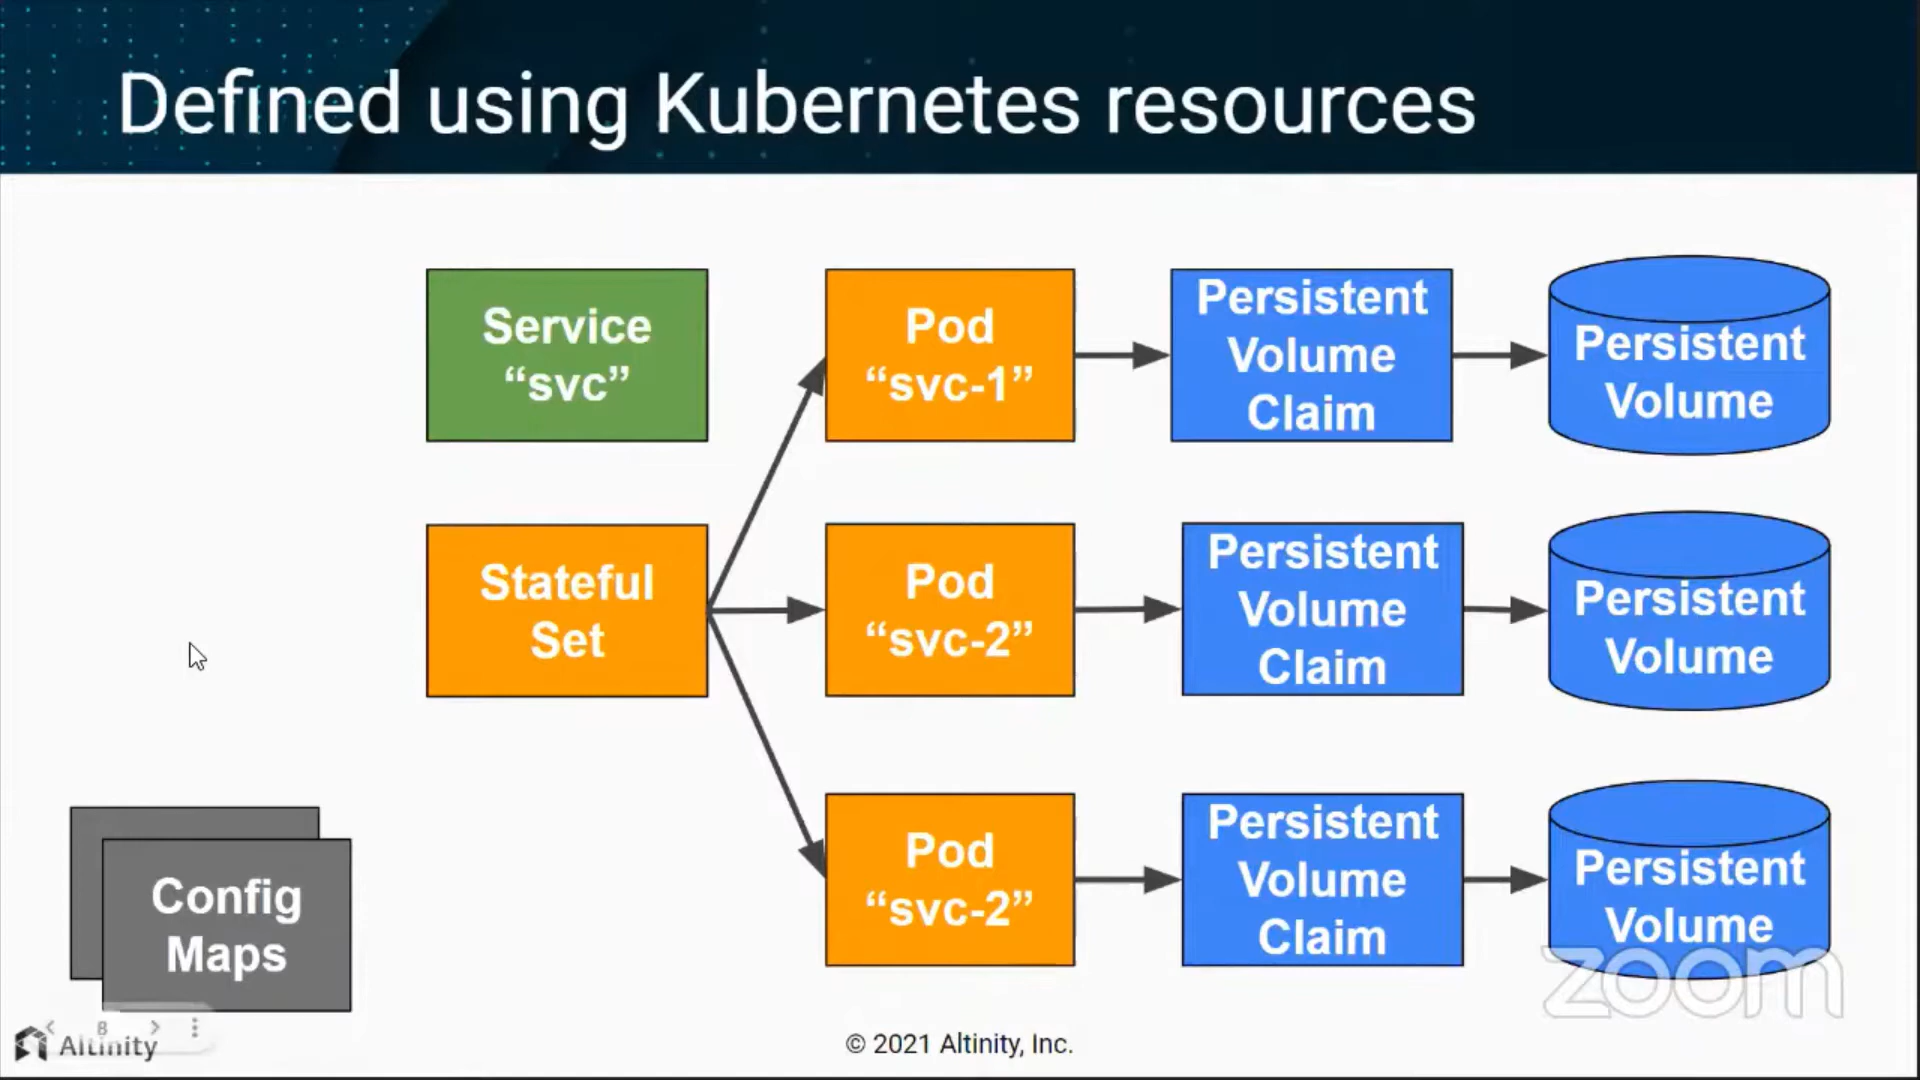 Defined using Kubernetes resources
Service
“svc”
Pod
“svc-1”
Persistent
Volume
Claim
Persistent
Volume
Stateful
Set
Pod
“svc-2”
Persistent
Volume
Claim
Persistent
Volume
Pod
“svc-2”
Persistent
Volume
Claim
Persistent
Volume
Config
Maps
zoom
8
Altinity
© 2021 Altinity, Inc.